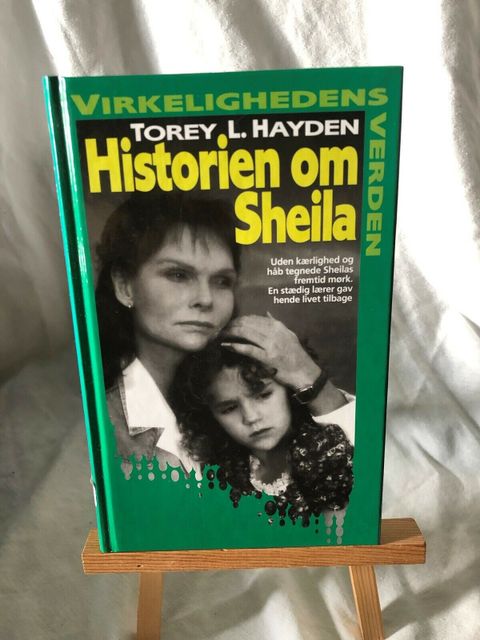 VIRKELIGHEDENS
VERDEN
TOREY L. HAYDEN
Historien om
Sheila
Uden kærlighed og
håb tegnede Sheilas
fremtid mørk.
En stædig lærer gav
hende livet tilbage